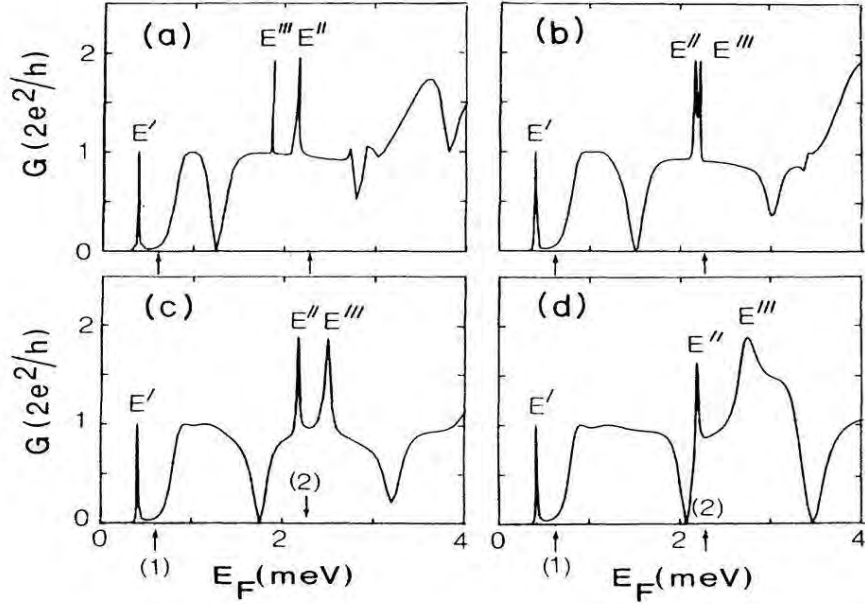 (a)
E‴ E″
E′
G(2e²/h)
2
1
0
(b)
E″ E‴
E′
(c)
E″ E‴
E′
G(2e²/h)
2
1
0
(2)
(1)
0 2 4
E_F(meV)
(d)
E‴
E″
E′
(2)
(1)
0 2 4
E_F(meV)